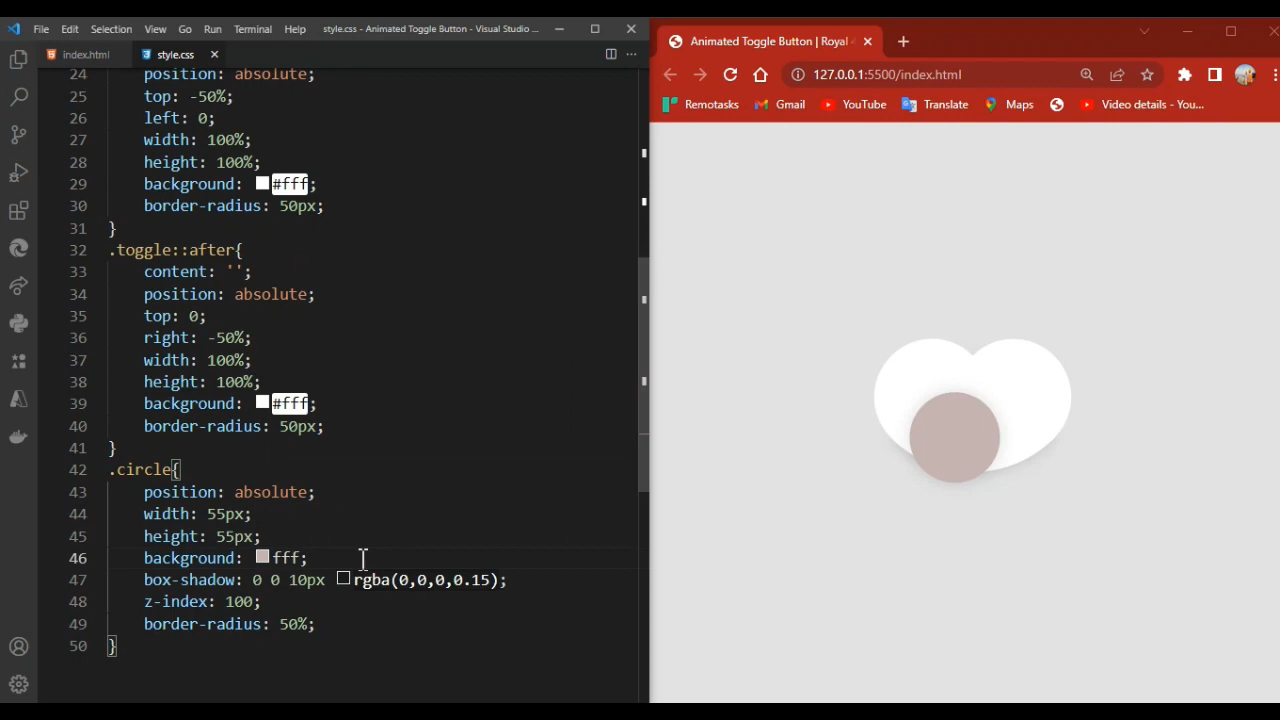 File Edit Selection View Go Run Terminal Help style.css - Animated Toggle Button - Visual Studio ...
index.html style.css
24 position: absolute;
25 top: -50%;
26 left: 0;
27 width: 100%;
28 height: 100%;
29 background: #fff;
30 border-radius: 50px;
31 }
32 .toggle::after{
33 content: '';
34 position: absolute;
35 top: 0;
36 right: -50%;
37 width: 100%;
38 height: 100%;
39 background: #fff;
40 border-radius: 50px;
41 }
42 .circle{
43 position: absolute;
44 width: 55px;
45 height: 55px;
46 background: fff;
47 box-shadow: 0 0 10px rgba(0,0,0,0.15);
48 z-index: 100;
49 border-radius: 50%;
50 }
Animated Toggle Button | Royal
127.0.0.1:5500/index.html
Remotasks Gmail YouTube Translate Maps Video details - You...